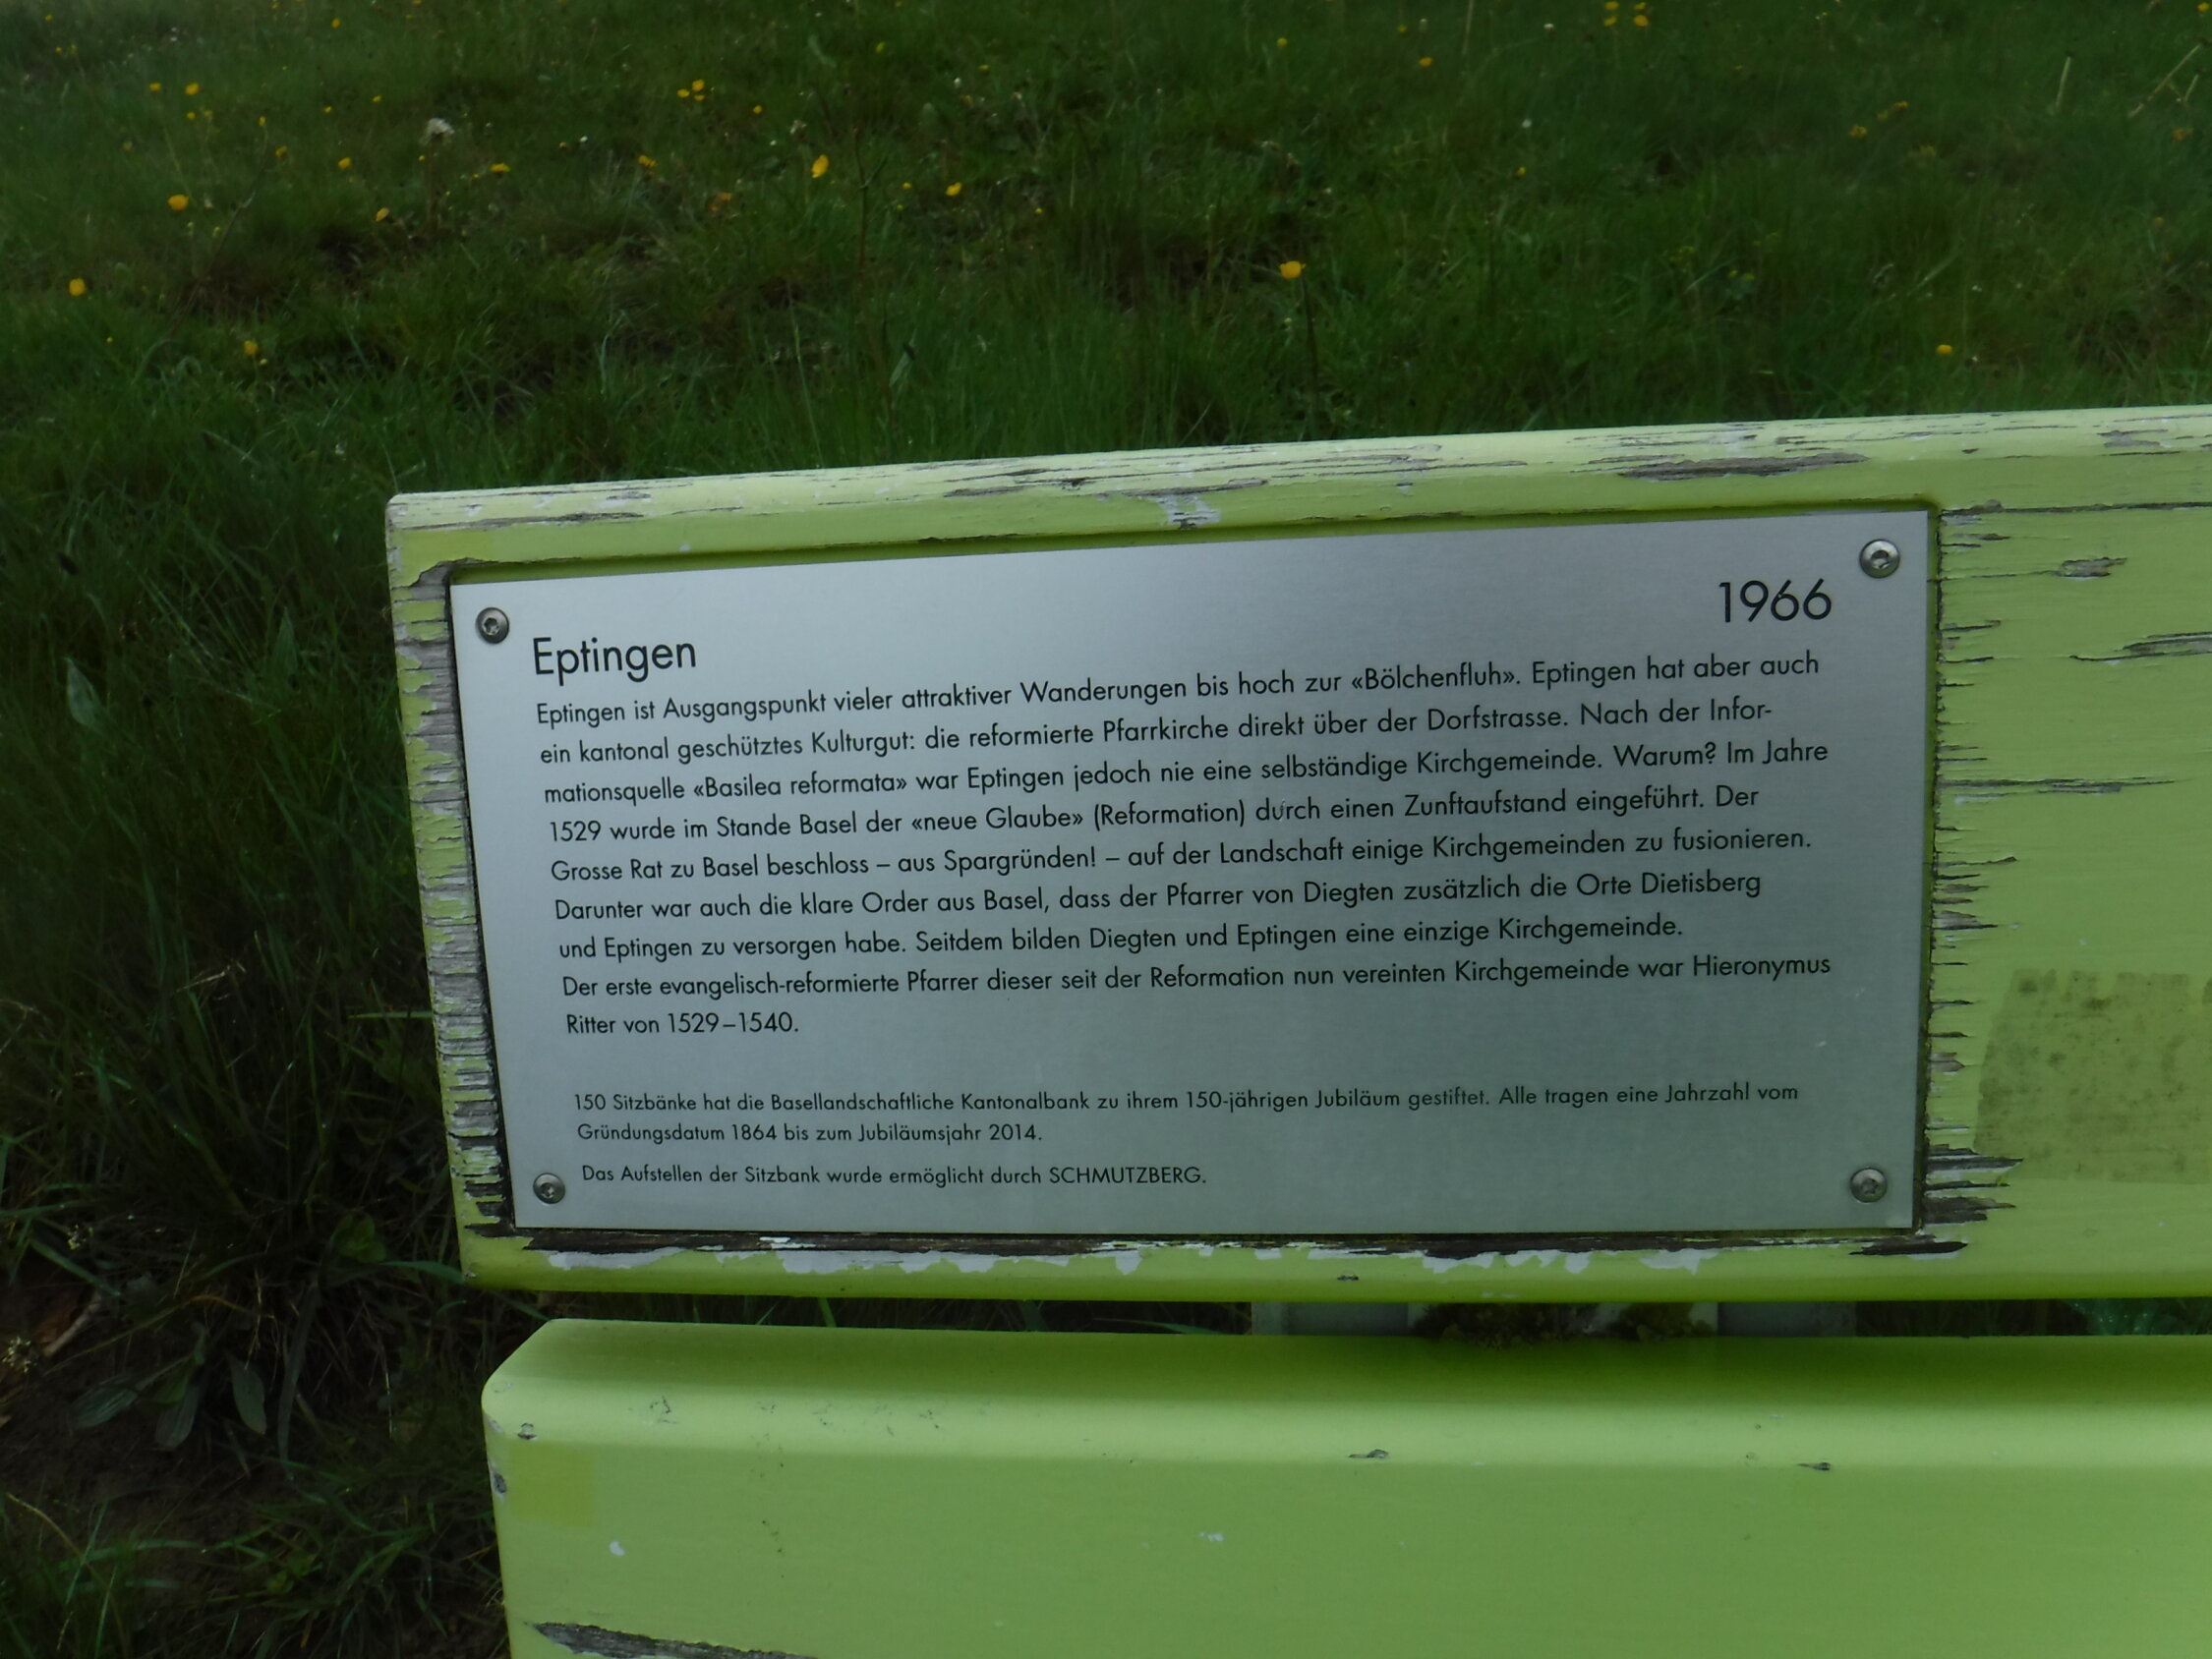 1966
Eptingen
Eptingen ist Ausgangspunkt vieler attraktiver Wanderungen bis hoch zur «Bölchenfluh». Eptingen hat aber auch
ein kantonal geschütztes Kulturgut: die reformierte Pfarrkirche direkt über der Dorfstrasse. Nach der Infor-
mationsquelle «Basilea reformata» war Eptingen jedoch nie eine selbständige Kirchgemeinde. Warum? Im Jahre
1529 wurde im Stande Basel der «neue Glaube» (Reformation) durch einen Zunftaufstand eingeführt. Der
Grosse Rat zu Basel beschloss – aus Spargründen! – auf der Landschaft einige Kirchgemeinden zu fusionieren.
Darunter war auch die klare Order aus Basel, dass der Pfarrer von Diegten zusätzlich die Orte Dietisberg
und Eptingen zu versorgen habe. Seitdem bilden Diegten und Eptingen eine einzige Kirchgemeinde.
Der erste evangelisch-reformierte Pfarrer dieser seit der Reformation nun vereinten Kirchgemeinde war Hieronymus
Ritter von 1529–1540.
150 Sitzbänke hat die Basellandschaftliche Kantonalbank zu ihrem 150-jährigen Jubiläum gestiftet. Alle tragen eine Jahrzahl vom
Gründungsdatum 1864 bis zum Jubiläumsjahr 2014.
Das Aufstellen der Sitzbank wurde ermöglicht durch SCHMUTZBERG.